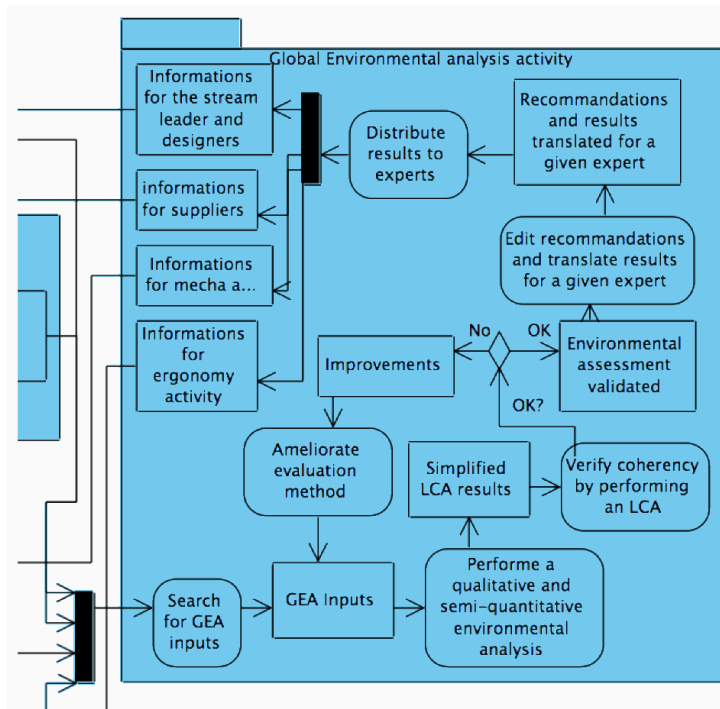 Global Environmental analysis activity
Informations
for the stream
leader and
designers
Distribute
results to
experts
Recommandations
and results
translated for a
given expert
informations
for suppliers
Edit recommandations
and translate results
for a given expert
Informations
for mecha a...
Informations
for
ergonomy
activity
Improvements
No
OK
Environmental
assessment
validated
OK?
Ameliorate
evaluation
method
Simplified
LCA results
Verify coherency
by performing
an LCA
Search
for GEA
inputs
GEA Inputs
Performe a
qualitative and
semi-quantitative
environmental
analysis